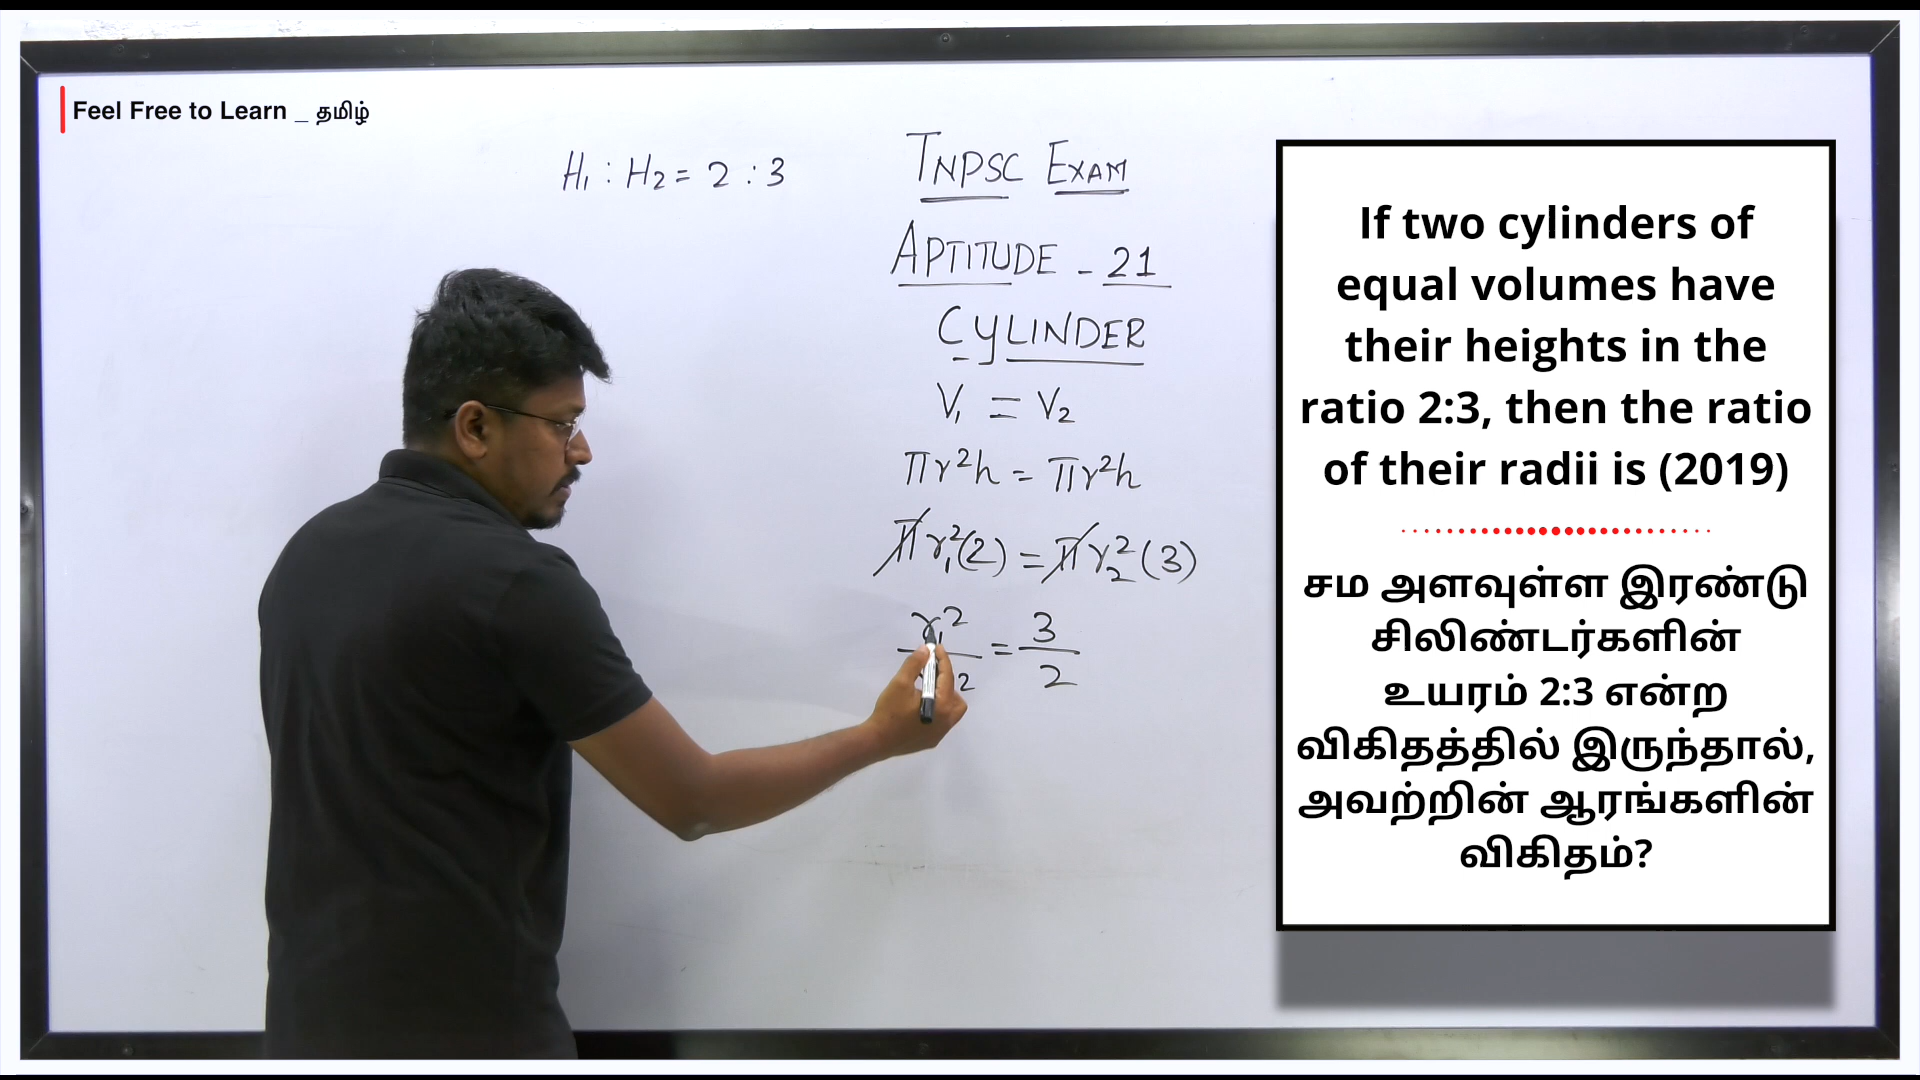 Feel Free to Learn _ தமிழ்
H₁ : H₂ = 2 : 3
TNPSC EXAM
APTITUDE - 21
CYLINDER
V₁ = V₂
πr²h = πr²h
πr₁²(2) = πr₂²(3)
r₁² / ² = 3 / 2
If two cylinders of
equal volumes have
their heights in the
ratio 2:3, then the ratio
of their radii is (2019)
சம அளவுள்ள இரண்டு
சிலிண்டர்களின்
உயரம் 2:3 என்ற
விகிதத்தில் இருந்தால்,
அவற்றின் ஆரங்களின்
விகிதம்?